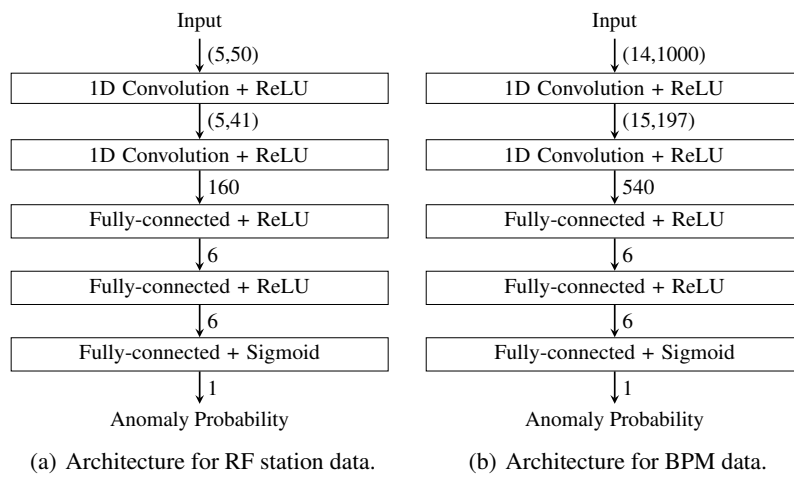 Input
(5,50)
1D Convolution + ReLU
(5,41)
1D Convolution + ReLU
160
Fully-connected + ReLU
6
Fully-connected + ReLU
6
Fully-connected + Sigmoid
1
Anomaly Probability
(a) Architecture for RF station data.
Input
(14,1000)
1D Convolution + ReLU
(15,197)
1D Convolution + ReLU
540
Fully-connected + ReLU
6
Fully-connected + ReLU
6
Fully-connected + Sigmoid
1
Anomaly Probability
(b) Architecture for BPM data.